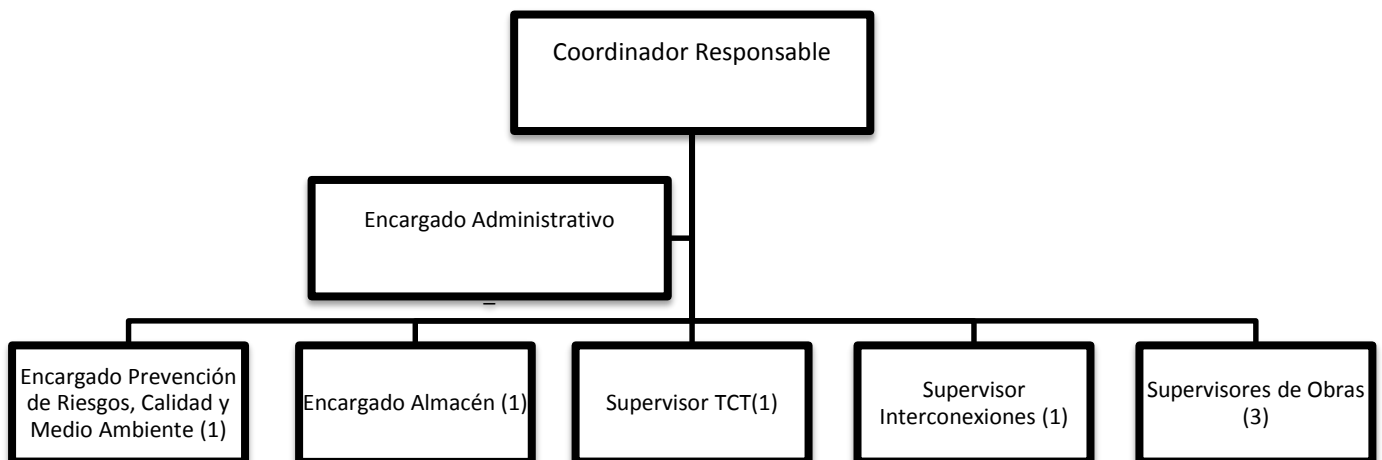 Coordinador Responsable
Encargado Administrativo
Encargado Prevención
de Riesgos, Calidad y
Medio Ambiente (1)
Encargado Almacén (1)
Supervisor TCT(1)
Supervisor
Interconexiones (1)
Supervisores de Obras
(3)